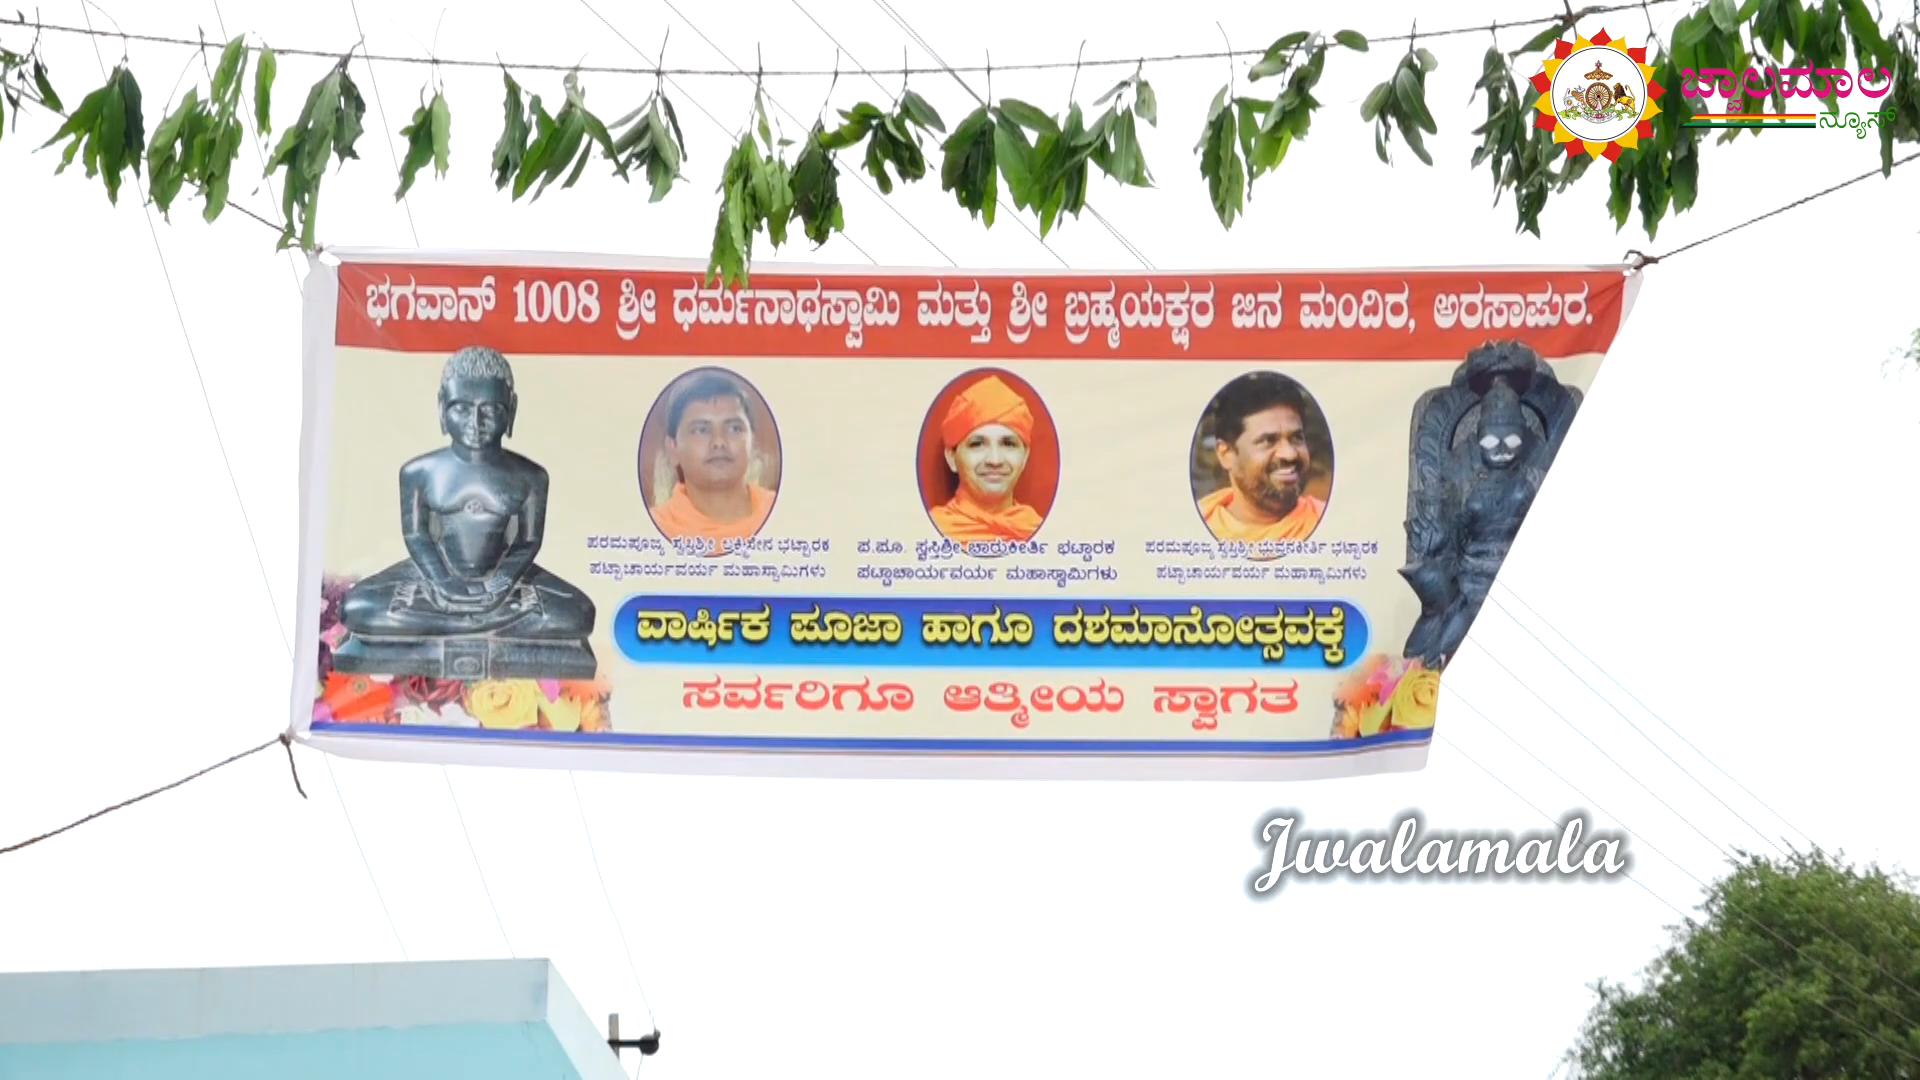 ಜ್ವಾಲಮಾಲ
ನ್ಯೂಸ್
ಭಗವಾನ್ 1008 ಶ್ರೀ ಧರ್ಮನಾಥಸ್ವಾಮಿ ಮತ್ತು ಶ್ರೀ ಬ್ರಹ್ಮಯಕ್ಷರ ಜಿನ ಮಂದಿರ, ಅರಸಾಪುರ.
ಪರಮಪೂಜ್ಯ ಸ್ವಸ್ತಿಶ್ರೀ ಲಕ್ಷ್ಮಿಸೇನ ಭಟ್ಟಾರಕ
ಪಟ್ಟಾಚಾರ್ಯವರ್ಯ ಮಹಾಸ್ವಾಮಿಗಳು
ಪ.ಪೂ. ಸ್ವಸ್ತಿಶ್ರೀ ಚಾರುಕೀರ್ತಿ ಭಟ್ಟಾರಕ
ಪಟ್ಟಾಚಾರ್ಯವರ್ಯ ಮಹಾಸ್ವಾಮಿಗಳು
ಪರಮಪೂಜ್ಯ ಸ್ವಸ್ತಿಶ್ರೀ ಭುವನಕೀರ್ತಿ ಭಟ್ಟಾರಕ
ಪಟ್ಟಾಚಾರ್ಯವರ್ಯ ಮಹಾಸ್ವಾಮಿಗಳು
ವಾರ್ಷಿಕ ಪೂಜಾ ಹಾಗೂ ದಶಮಾನೋತ್ಸವಕ್ಕೆ
ಸರ್ವರಿಗೂ ಆತ್ಮೀಯ ಸ್ವಾಗತ
Jwalamala